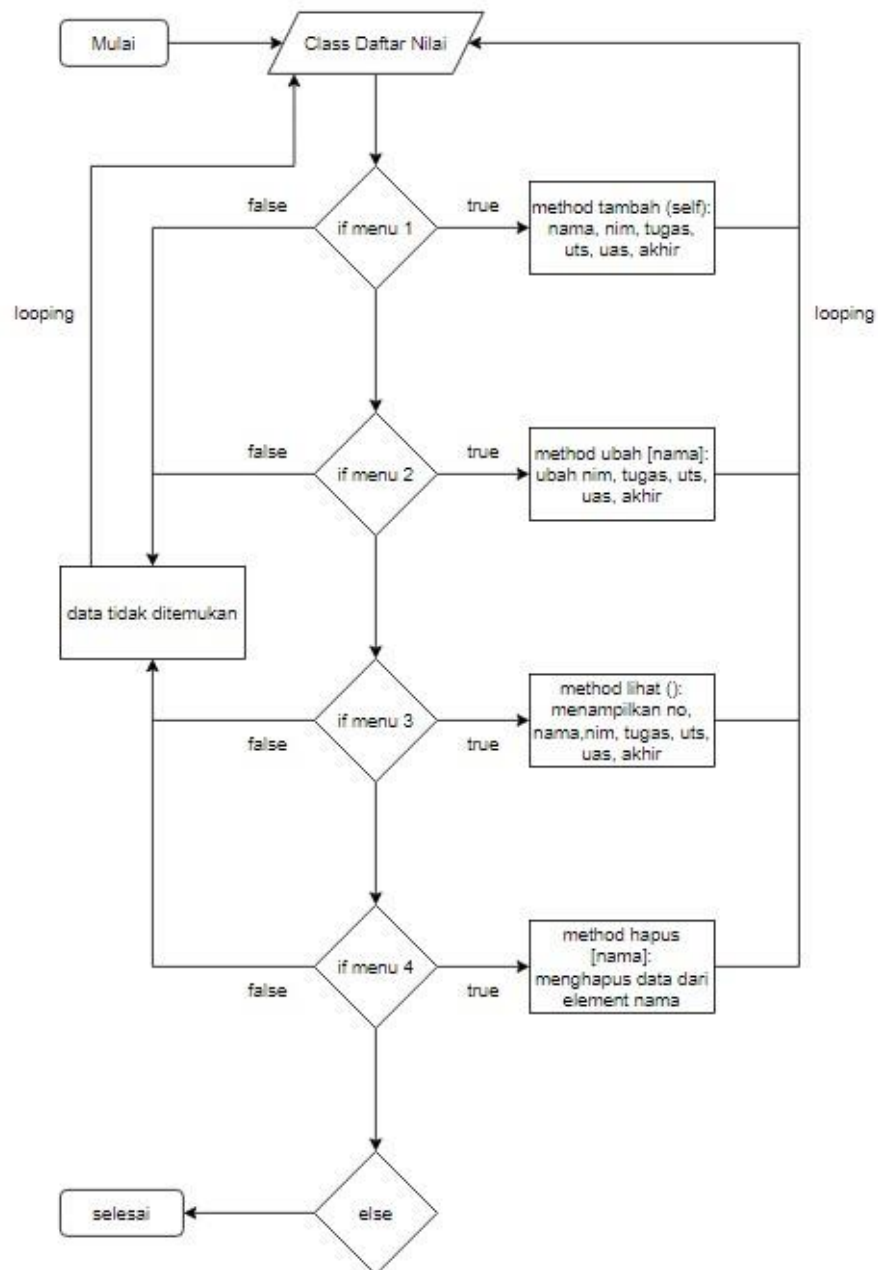 Mulai
Class Daftar Nilai
false
if menu 1
true
method tambah (self):
nama, nim, tugas,
uts, uas, akhir
looping
looping
false
if menu 2
true
method ubah [nama]:
ubah nim, tugas, uts,
uas, akhir
data tidak ditemukan
if menu 3
false
true
method lihat ():
menampilkan no,
nama,nim, tugas, uts,
uas, akhir
if menu 4
false
true
method hapus
[nama]:
menghapus data dari
element nama
selesai
else